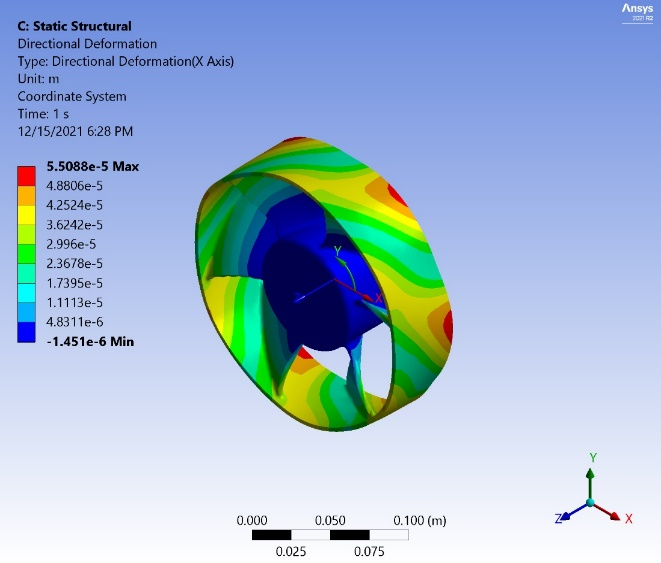 Ansys
2021 R2
C: Static Structural
Directional Deformation
Type: Directional Deformation(X Axis)
Unit: m
Coordinate System
Time: 1 s
12/15/2021 6:28 PM
5.5088e-5 Max
4.8806e-5
4.2524e-5
3.6242e-5
2.996e-5
2.3678e-5
1.7395e-5
1.1113e-5
4.8311e-6
-1.451e-6 Min
Y
X
Z
Y
Z
X
0.000 0.050 0.100 (m)
0.025 0.075